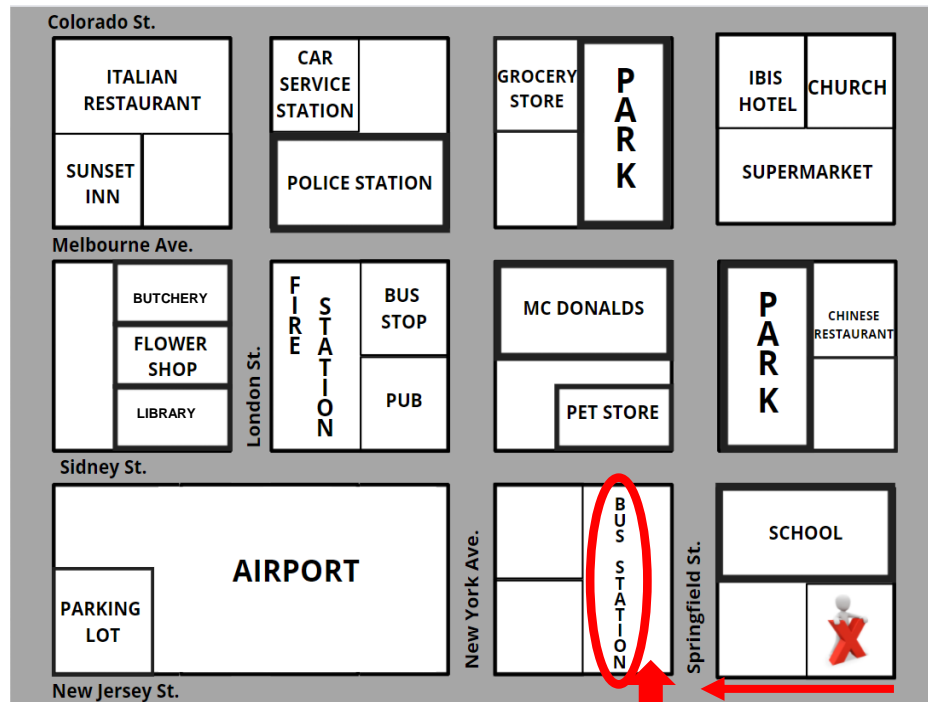 Colorado St.
ITALIAN
RESTAURANT
CAR
SERVICE
STATION
GROCERY
STORE
PARK
IBIS
HOTEL
CHURCH
SUNSET
INN
POLICE STATION
SUPERMARKET
Melbourne Ave.
BUTCHERY
FLOWER
SHOP
LIBRARY
London St.
FIRE
STATION
BUS
STOP
PUB
MC DONALDS
PET STORE
PARK
CHINESE
RESTAURANT
Sidney St.
AIRPORT
PARKING
LOT
New York Ave.
BUS STATION
Springfield St.
SCHOOL
X
New Jersey St.